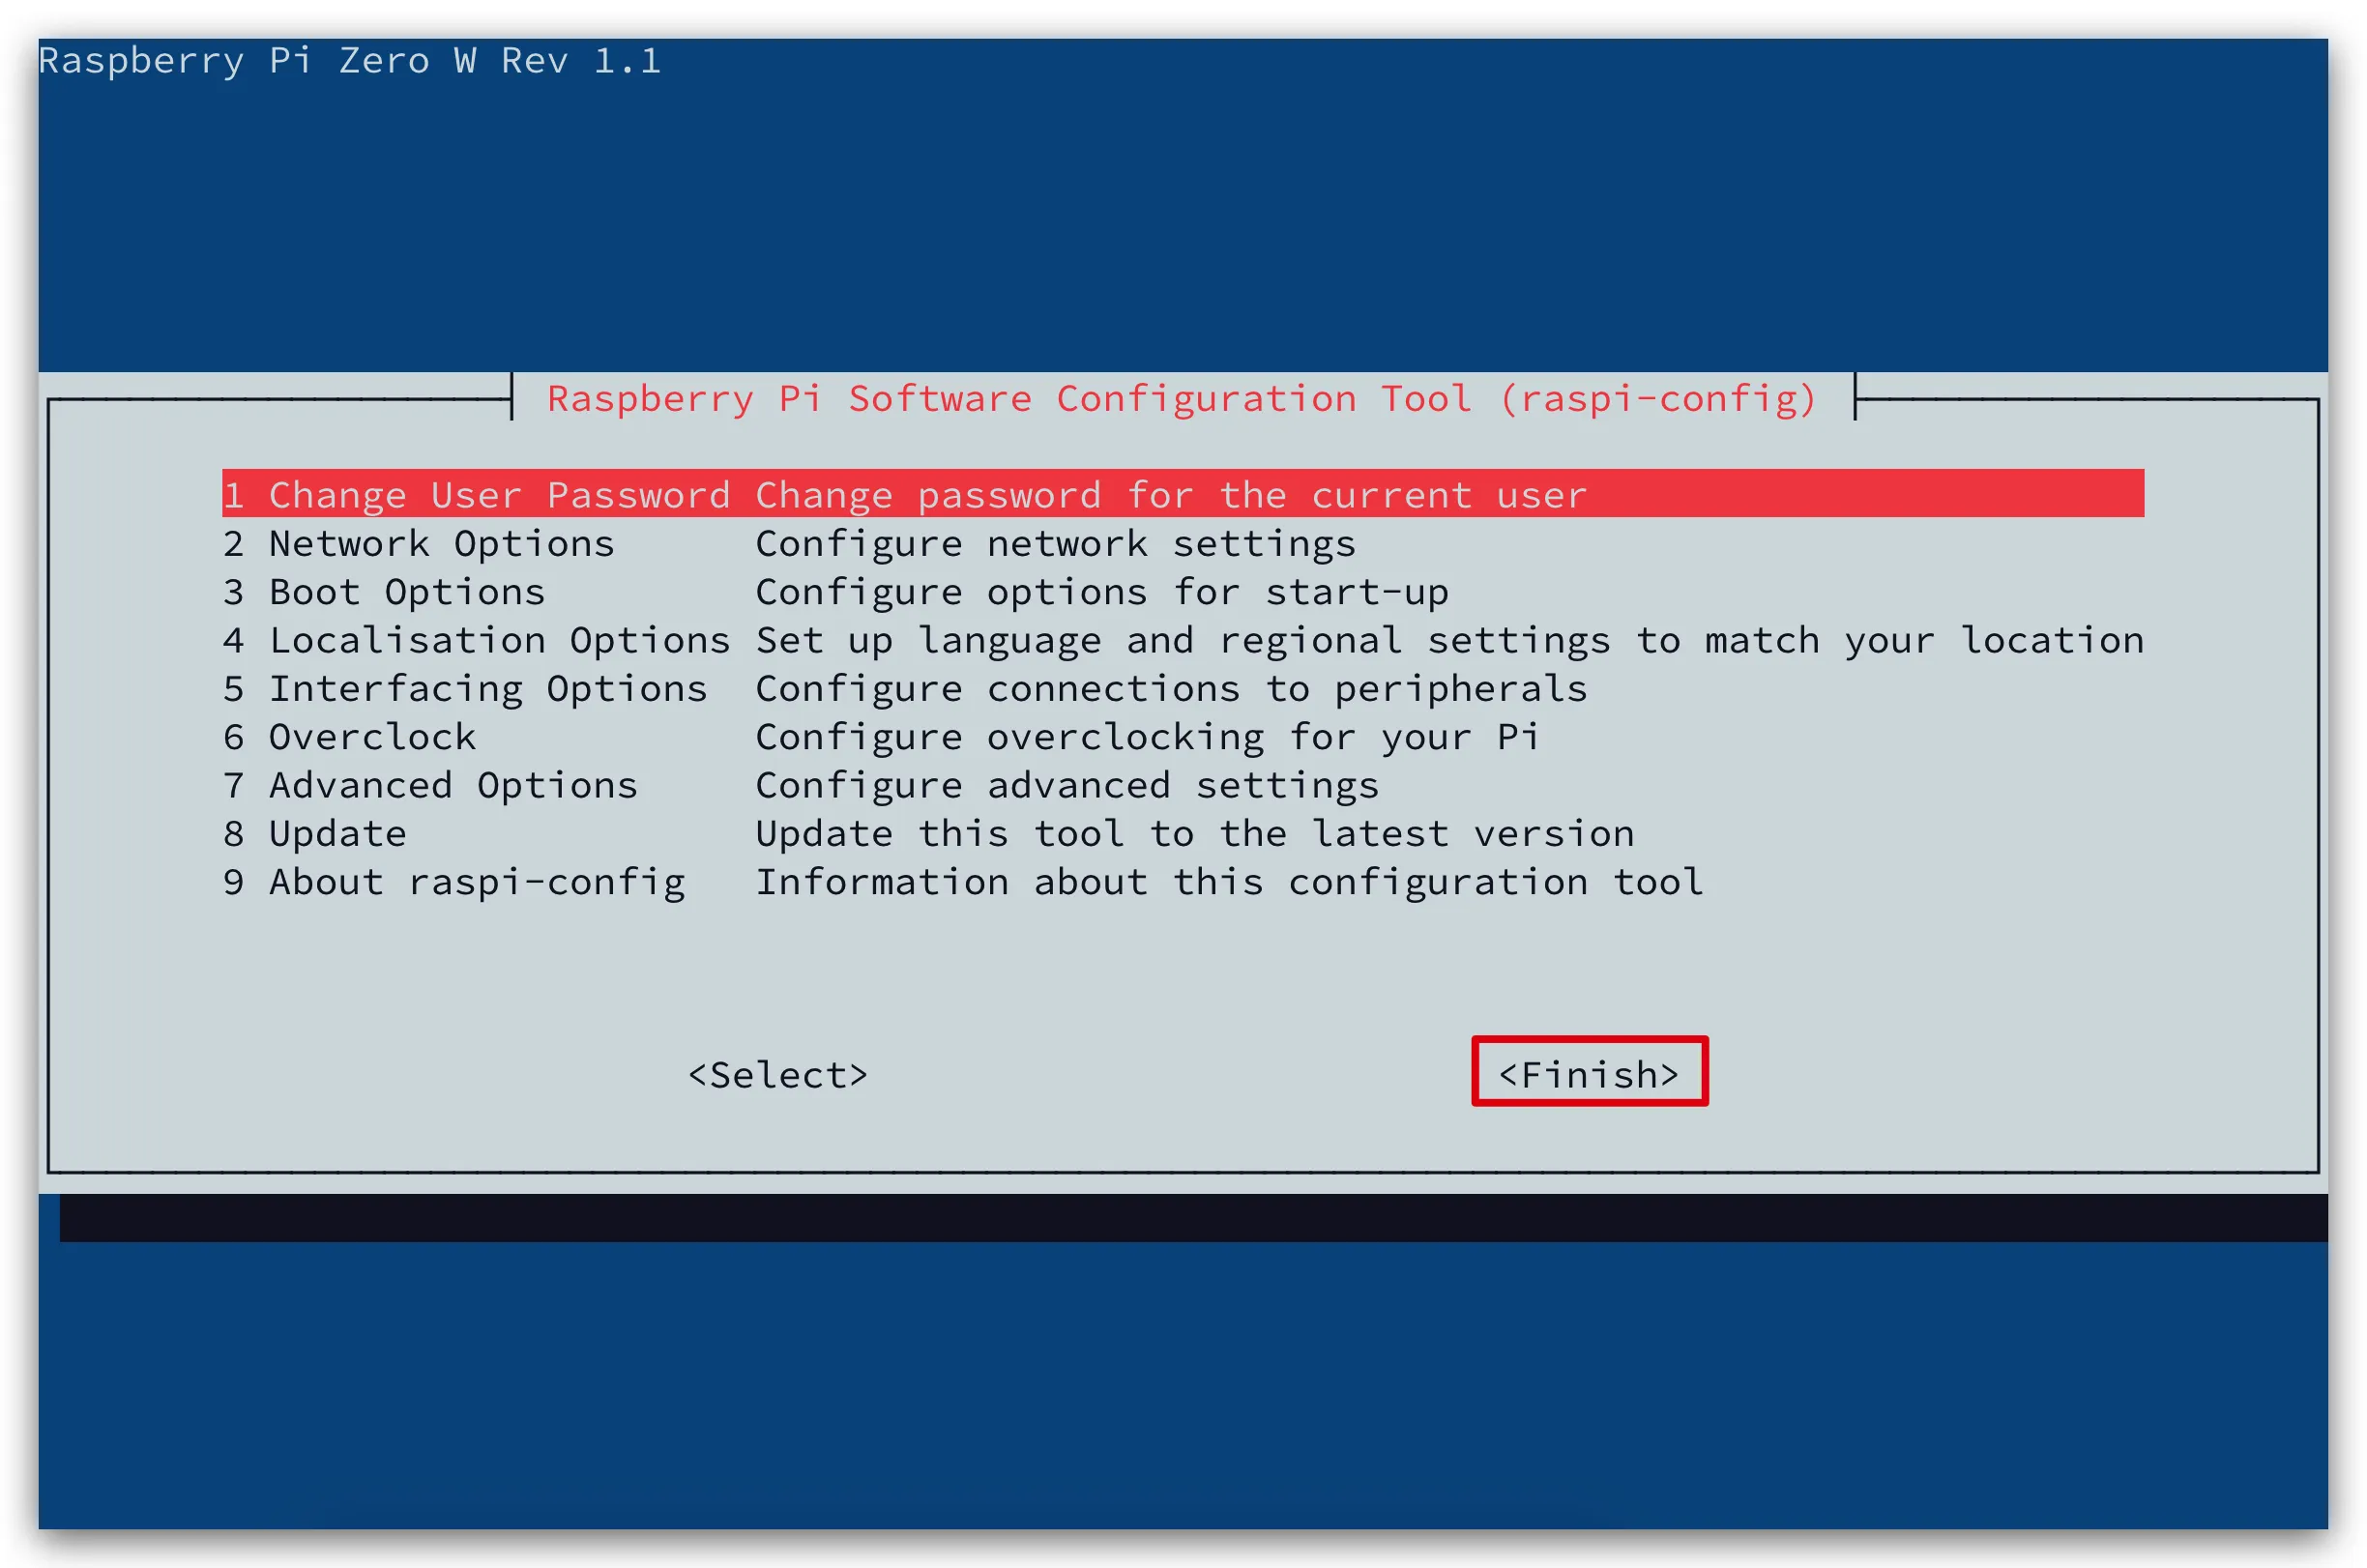 Raspberry Pi Zero W Rev 1.1
Raspberry Pi Software Configuration Tool (raspi-config)
1 Change User Password Change password for the current user
2 Network Options Configure network settings
3 Boot Options Configure options for start-up
4 Localisation Options Set up language and regional settings to match your location
5 Interfacing Options Configure connections to peripherals
6 Overclock Configure overclocking for your Pi
7 Advanced Options Configure advanced settings
8 Update Update this tool to the latest version
9 About raspi-config Information about this configuration tool
<Select> <Finish>